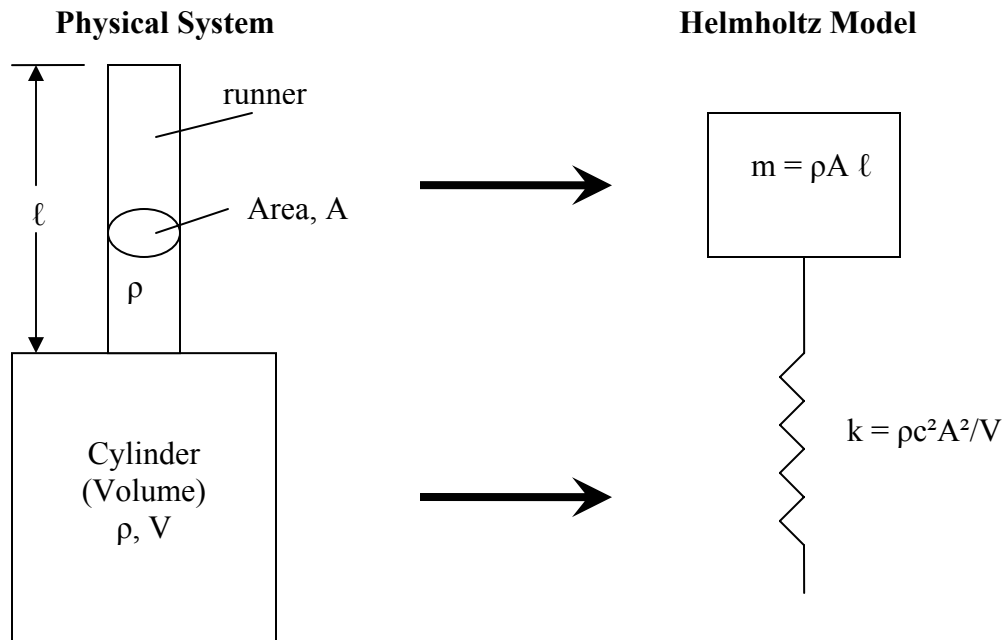 Physical System
Helmholtz Model
runner
ℓ
Area, A
ρ
Cylinder
(Volume)
ρ, V
m = ρA ℓ
k = ρc²A²/V